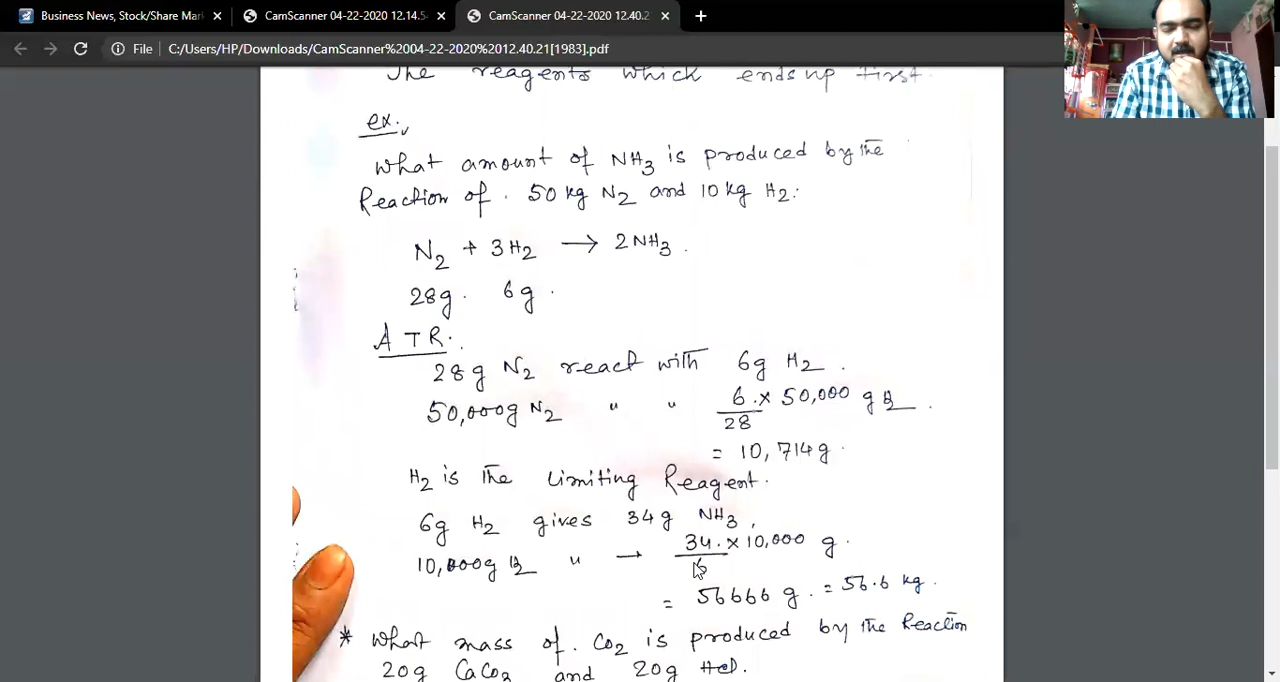 Business News, Stock/Share Mar
CamScanner 04-22-2020 12.14.5
CamScanner 04-22-2020 12.40.2
File C:/Users/HP/Downloads/CamScanner%2004-22-2020%2012.40.21[1983].pdf
The reagents which ends up first
ex.
What amount of NH3 is produced by the
Reaction of . 50 kg N2 and 10 kg H2:
N2 + 3H2 → 2NH3 .
28g . 6g .
A T R .
28 g N2 react with 6g H2 .
50,000g N2 " " 6 . x 50,000 g H2 .
28
= 10,714g .
H2 is the limiting Reagent .
6g H2 gives 34g NH3 ,
10,000g H2 " → 34 . x 10,000 g .
6
= 56666 g . = 56.6 kg .
* What mass of . CO2 is produced by the Reaction
20g CaCO3 and 20g HCl .